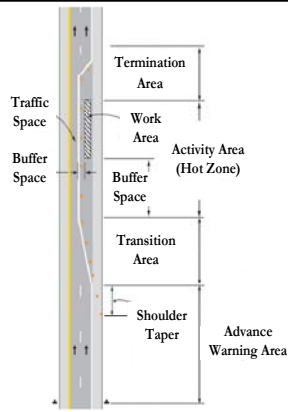 Termination
Area
Traffic
Space
Work
Area
Activity Area
(Hot Zone)
Buffer
Space
Buffer
Space
Transition
Area
Shoulder
Taper
Advance
Warning Area